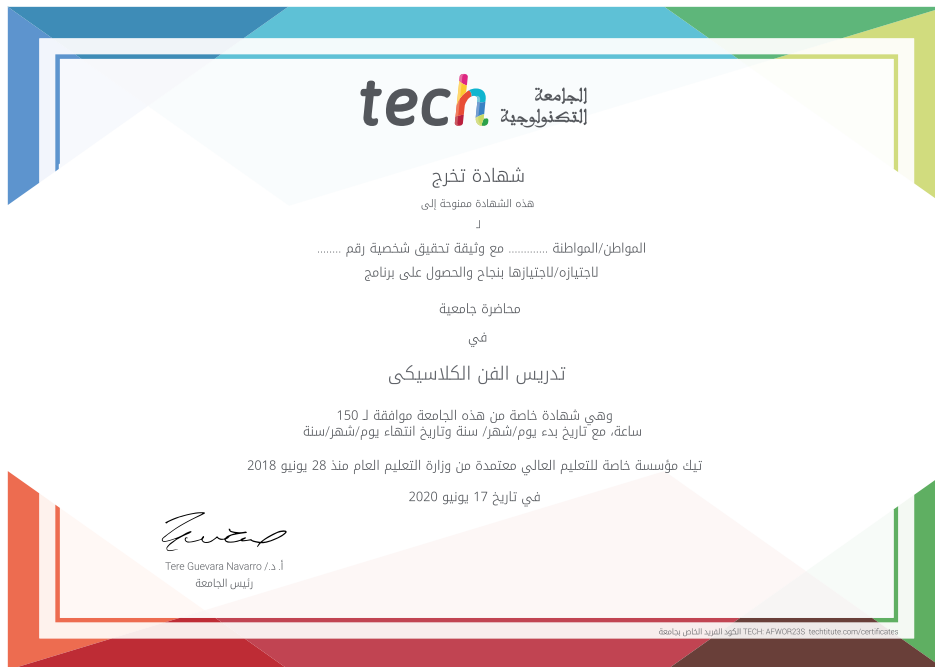 tech الجامعة
التكنولوجية
شهادة تخرج
هذه الشهادة ممنوحة إلى
لـ
المواطن/المواطنة ............. مع وثيقة تحقيق شخصية رقم ........
لاجتيازه/لاجتيازها بنجاح والحصول على برنامج
محاضرة جامعية
في
تدريس الفن الكلاسيكى
وهي شهادة خاصة من هذه الجامعة موافقة لـ 150
ساعة، مع تاريخ بدء يوم/شهر/ سنة وتاريخ انتهاء يوم/شهر/سنة
تيك مؤسسة خاصة للتعليم العالي معتمدة من وزارة التعليم العام منذ 28 يونيو 2018
في تاريخ 17 يونيو 2020
أ. د./ Tere Guevara Navarro
رئيس الجامعة
الكود الفريد الخاص بجامعة TECH: AFWOR23S techtitute.com/certificates